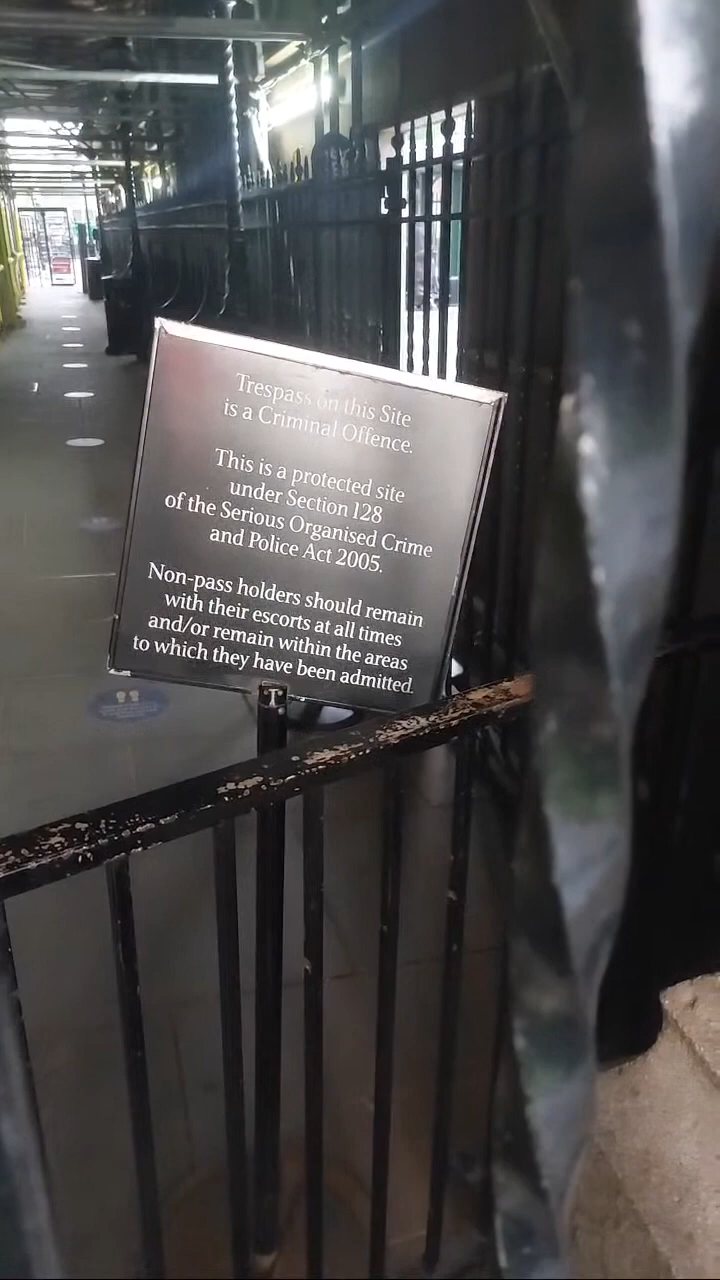 Trespass on this Site
is a Criminal Offence.
This is a protected site
under Section 128
of the Serious Organised Crime
and Police Act 2005.
Non-pass holders should remain
with their escorts at all times
and/or remain within the areas
to which they have been admitted.